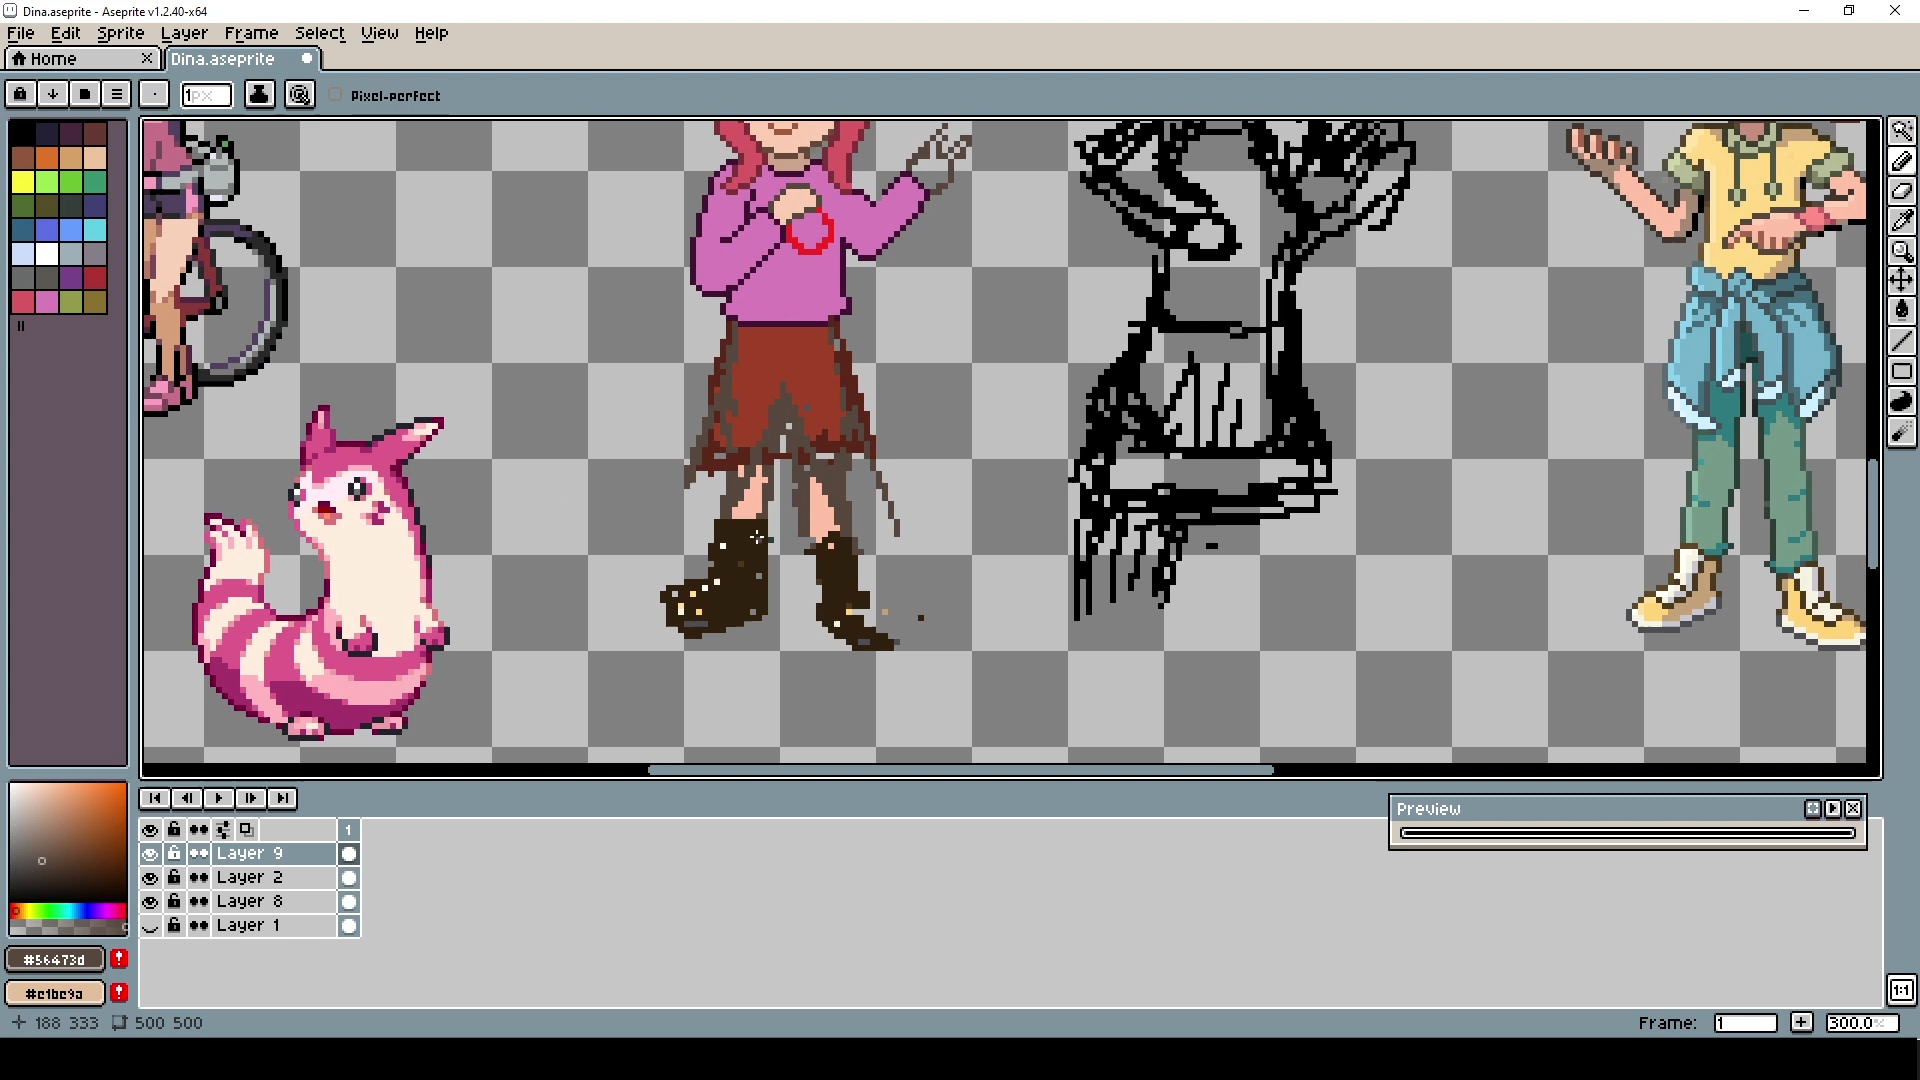 Dina.aseprite - Aseprite v1.2.40-x64
File Edit Sprite Layer Frame Select View Help
Home
Dina.aseprite
1px
Pixel-perfect
1
Layer 9
Layer 2
Layer 8
Layer 1
Preview
#56473d
#e1bc9a
188 333
500 500
1:1
Frame: 1
300.0%